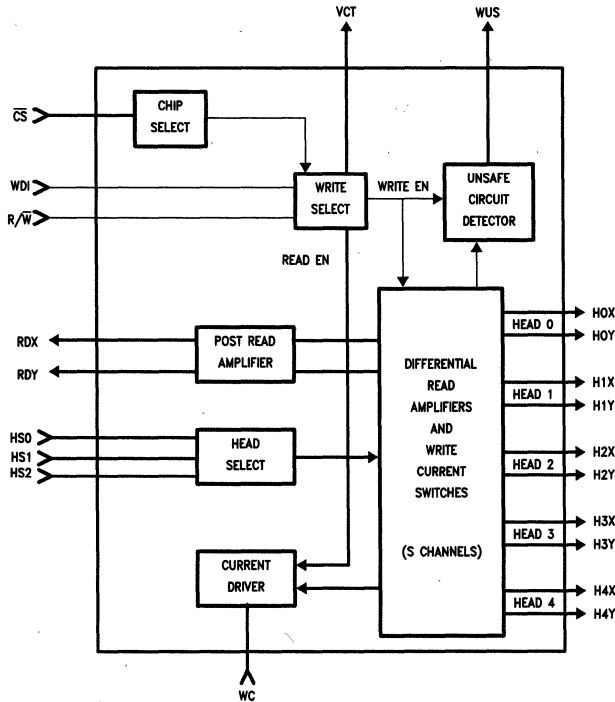 VCT
WUS
CS
CHIP
SELECT
WDI
R/W
WRITE
SELECT
WRITE EN
UNSAFE
CIRCUIT
DETECTOR
READ EN
RDX
RDY
POST READ
AMPLIFIER
HS0
HS1
HS2
HEAD
SELECT
CURRENT
DRIVER
WC
DIFFERENTIAL
READ
AMPLIFIERS
AND
WRITE
CURRENT
SWITCHES
(S CHANNELS)
HEAD 0
H0X
H0Y
HEAD 1
H1X
H1Y
HEAD 2
H2X
H2Y
HEAD 3
H3X
H3Y
HEAD 4
H4X
H4Y